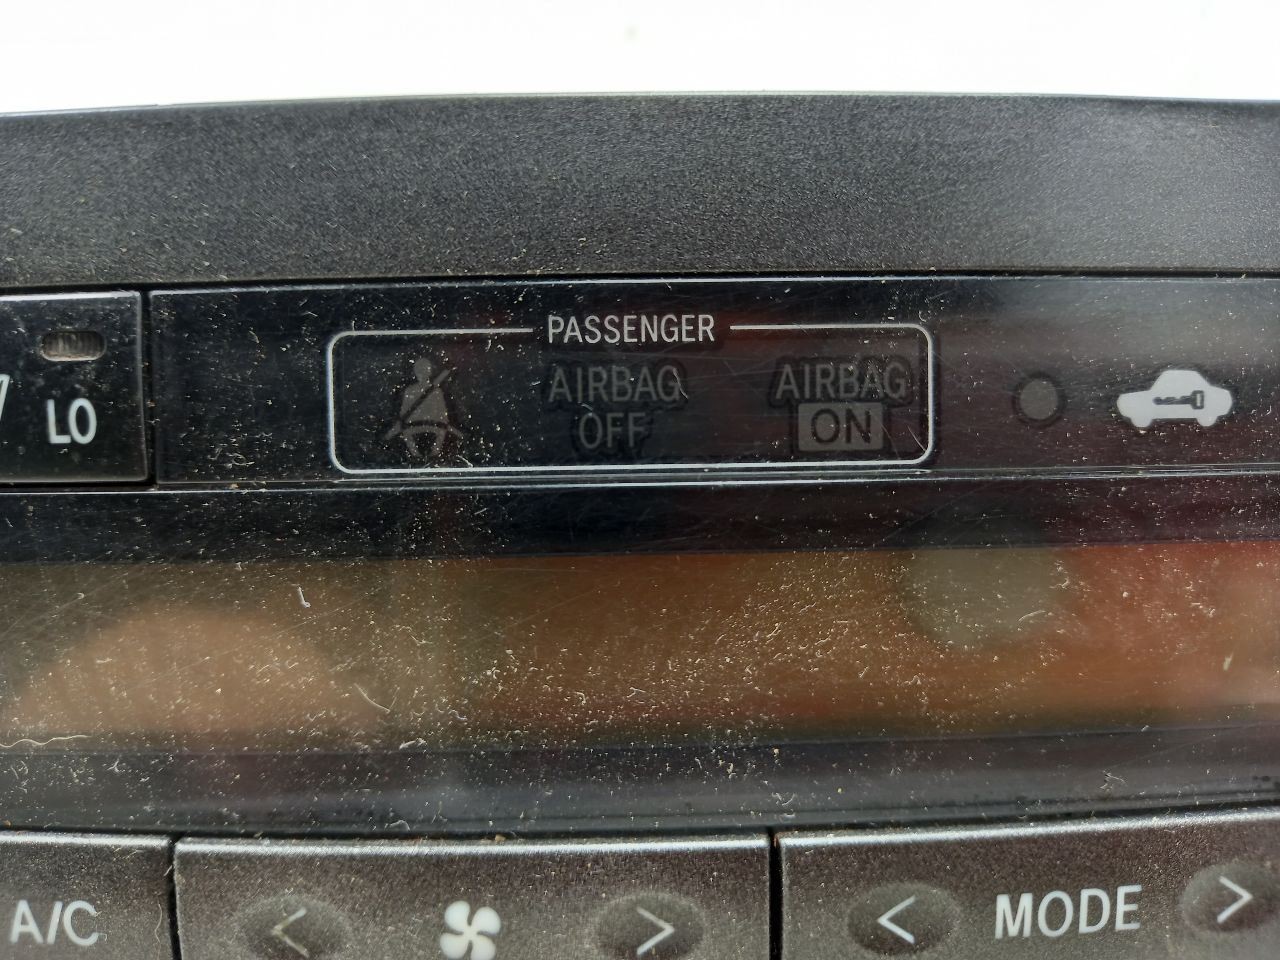 PASSENGER
AIRBAG
OFF
AIRBAG
ON
LO
A/C
< >
< MODE >